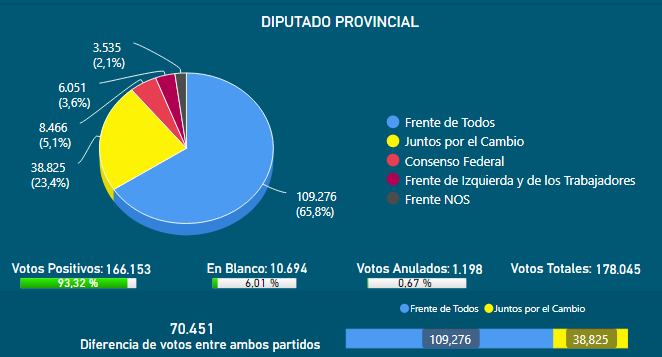 DIPUTADO PROVINCIAL
3.535
(2,1%)
6.051
(3,6%)
8.466
(5,1%)
38.825
(23,4%)
109.276
(65,8%)
Frente de Todos
Juntos por el Cambio
Consenso Federal
Frente de Izquierda y de los Trabajadores
Frente NOS
Votos Positivos: 166.153
93,32 %
En Blanco: 10.694
6,01 %
Votos Anulados: 1.198
0,67 %
Votos Totales: 178.045
Frente de Todos Juntos por el Cambio
70.451
Diferencia de votos entre ambos partidos
109,276 38,825